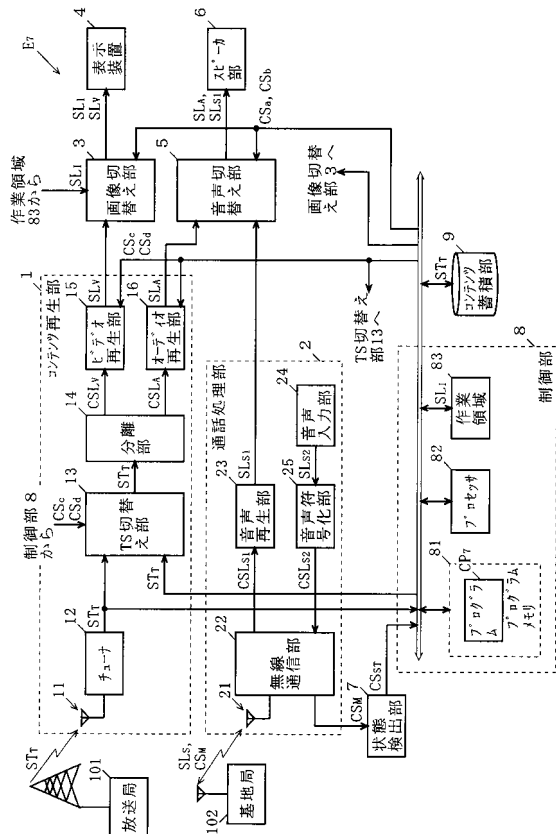 E7
放送局
101
STT
11
チューナ
12
STT
制御部 8
から
CSc
CSd
TS切替え
部
13
STT
分離部
14
CSLV
CSLA
ビデオ
再生部
15
オーディオ
再生部
16
SLV
SLA
CSc
CSd
コンテンツ再生部
1
作業領域
83から
SLI
画像切
替え部
3
SLI
SLV
表示
装置
4
音声切
替え部
5
SLA,
SLS1
スピーカ
部
6
CSa, CSb
基地局
102
SLS,
CSM
21
無線
通信部
22
CSLS1
CSLS2
音声
再生部
23
SLS1
音声符
号化部
25
SLS2
音声
入力部
24
通話処理部
2
CSM
状態
検出部
7
CSST
TS切替え
部13へ
画像切替
え部 3 へ
プログラ
ム
CP7
プログラム
メモリ
81
プロセッサ
82
作業
領域
83
SLI
制御部
8
コンテンツ
蓄積部
9
STT